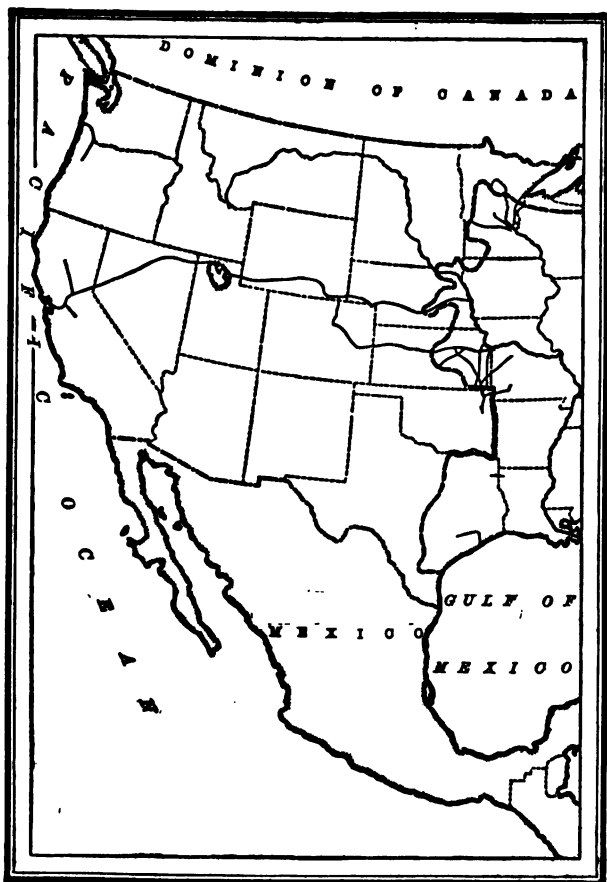 DOMINION OF CANADA
PACIFIC OCEAN
GULF OF
MEXICO
MEXICO